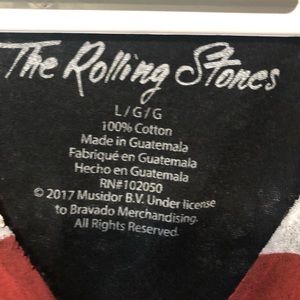 The Rolling Stones
L/G/G
100% Cotton
Made in Guatemala
Fabriqué en Guatemala
Hecho en Guatemala
RN#102050
© 2017 Musidor B.V. Under license
to Bravado Merchandising.
All Rights Reserved.